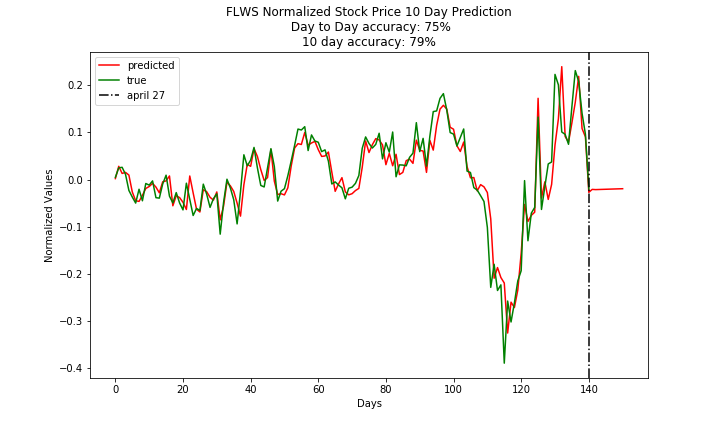 FLWS Normalized Stock Price 10 Day Prediction
Day to Day accuracy: 75%
10 day accuracy: 79%
predicted
true
april 27
Normalized Values
0.2
0.1
0.0
−0.1
−0.2
−0.3
−0.4
0 20 40 60 80 100 120 140
Days